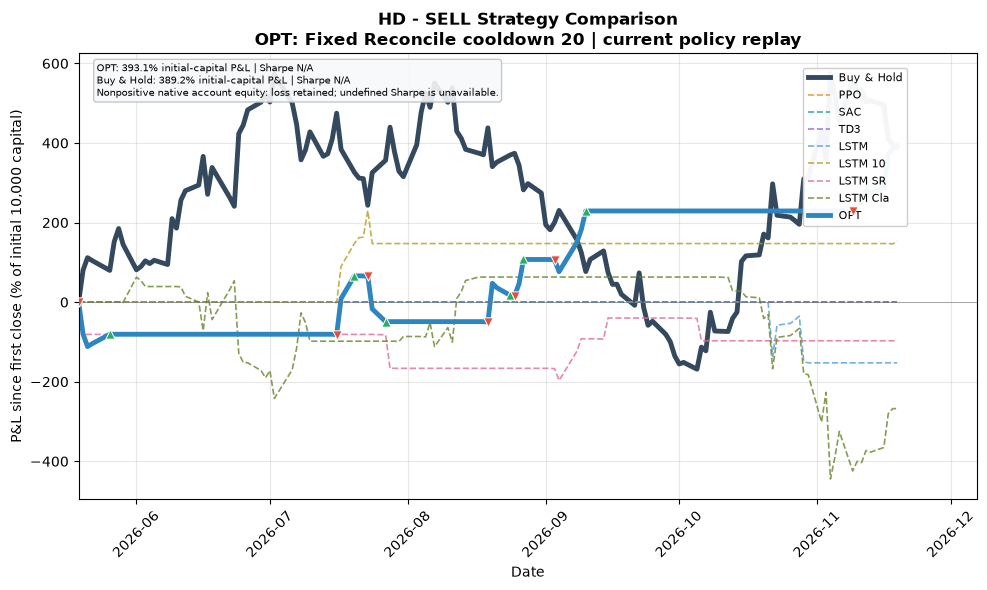 HD - SELL Strategy Comparison
OPT: Fixed Reconcile cooldown 20 | current policy replay
OPT: 393.1% initial-capital P&L | Sharpe N/A
Buy & Hold: 389.2% initial-capital P&L | Sharpe N/A
Nonpositive native account equity: loss retained; undefined Sharpe is unavailable.
Buy & Hold
PPO
SAC
TD3
LSTM
LSTM 10
LSTM SR
LSTM Cla
OPT
P&L since first close (% of initial 10,000 capital)
600
400
200
0
−200
−400
2026-06
2026-07
2026-08
2026-09
2026-10
2026-11
2026-12
Date